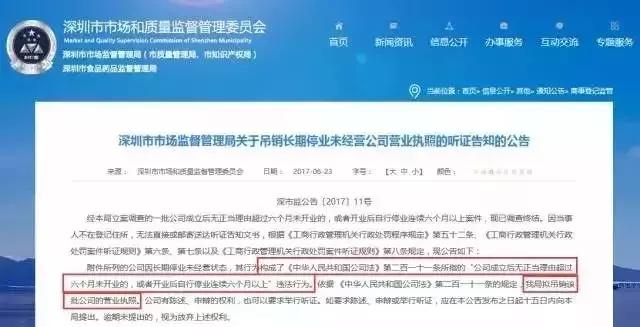 深圳市市场和质量监督管理委员会
Market and Quality Supervision Commission of Shenzhen Municipality
深圳市市场监督管理局（市质量管理局、市知识产权局）
深圳市食品药品监督管理局
首页 新闻资讯 信息公开 办事服务 互动交流 专题服务
当前位置：首页>信息公开>其他>通知公告>商事登记监管
深圳市市场监督管理局关于吊销长期停业未经营公司营业执照的听证告知的公告
来源： 深圳市市场和质量监督管理委员会 2017-06-23 字号：【大 中 小】 颜色：
深市监公告〔2017〕11号
经本局立案调查的一批公司成立后无正当理由超过六个月未开业的，或者开业后自行停业连续六个月以上案件，现已调查终结。因当事
人不在登记住所，无法直接或邮寄送达听证告知文书，根据《工商行政管理机关行政处罚程序规定》第五十二条、《工商行政管理机关行政
处罚案件听证规则》第六条、第七条以及《工商行政管理机关行政处罚案件听证规则》第八条规定，现公告如下：
附件所列的公司因长期停业未经营状态，其行为构成了《中华人民共和国公司法》第二百一十一条所指的“公司成立后无正当理由超过
六个月未开业的，或者开业后自行停业连续六个月以上”违法行为。依据《中华人民共和国公司法》第二百一十一条的规定，我局拟吊销该
批公司的营业执照。公司有陈述、申辩的权利，也可以要求举行听证。如要求陈述、申辩或举行听证，应在本公告发布之日起十五日内向本
局提出。逾期未提出的，视为放弃上述权利。